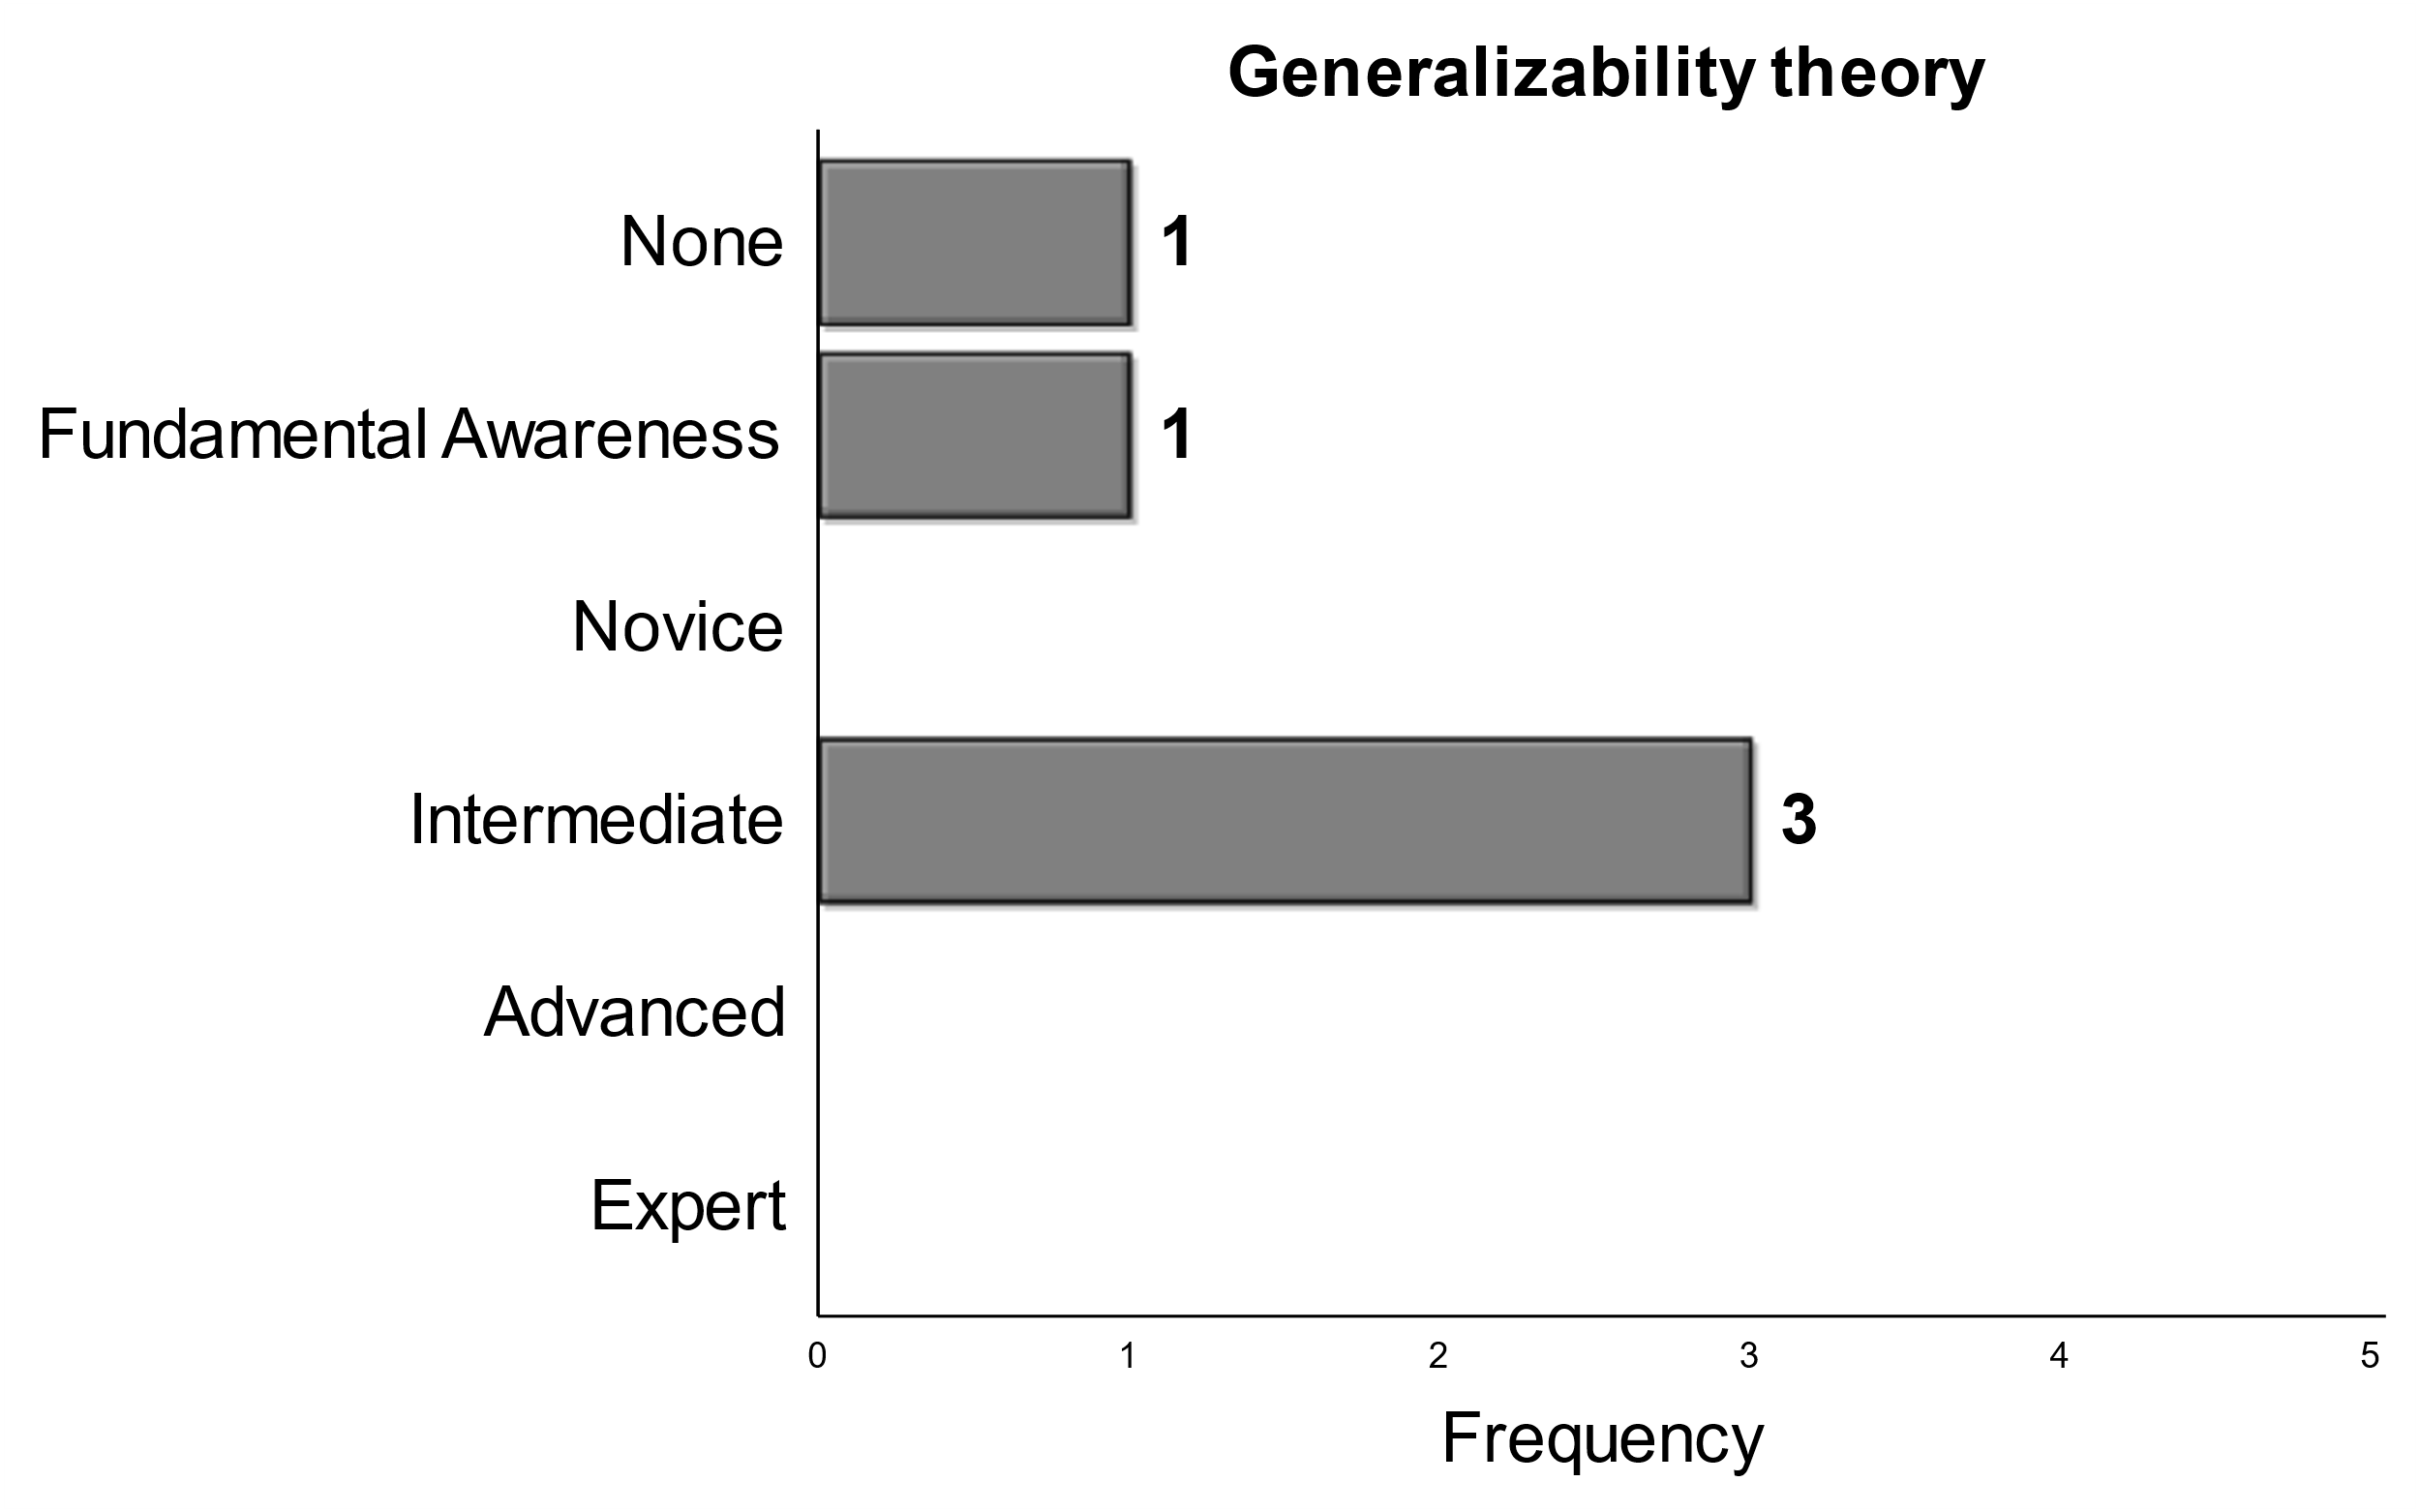 Generalizability theory
None
1
Fundamental Awareness
1
Novice
Intermediate
3
Advanced
Expert
0 1 2 3 4 5
Frequency